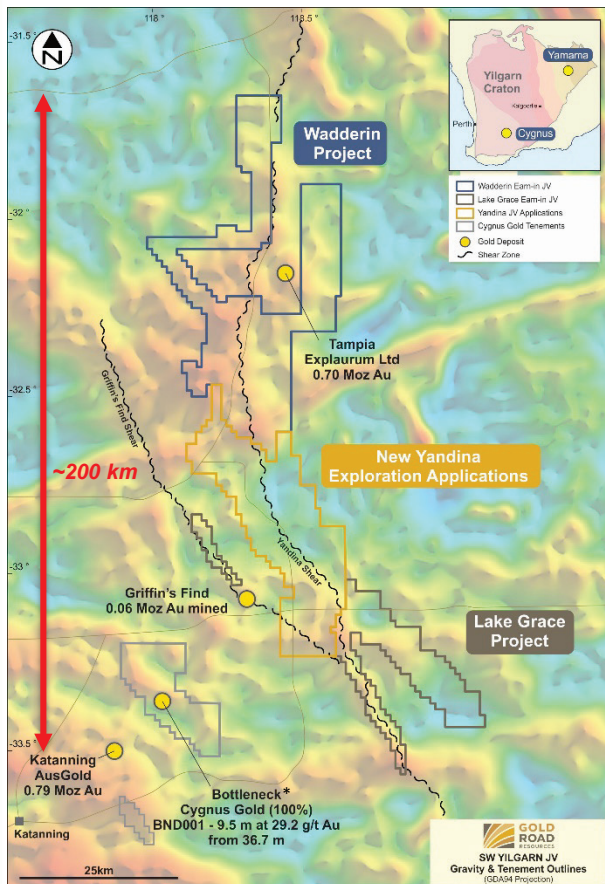 118 °
118.5 °
-31.5 °
N
Yilgarn
Craton
Yamama
Kalgoorlie
Perth
Cygnus
Wadderin
Project
Wadderin Earn-in JV
Lake Grace Earn-in JV
Yandina JV Applications
Cygnus Gold Tenements
Gold Deposit
Shear Zone
-32 °
Tampia
Explaurum Ltd
0.70 Moz Au
-32.5 °
Griffin's Find Shear
~200 km
New Yandina
Exploration Applications
Yandina Shear
-33 °
Griffin's Find
0.06 Moz Au mined
Lake Grace
Project
-33.5 °
Katanning
AusGold
0.79 Moz Au
Bottleneck*
Cygnus Gold (100%)
BND001 - 9.5 m at 29.2 g/t Au
from 36.7 m
Katanning
25km
GOLD
ROAD
RESOURCES
SW YILGARN JV
Gravity & Tenement Outlines
(GDA94 Projection)